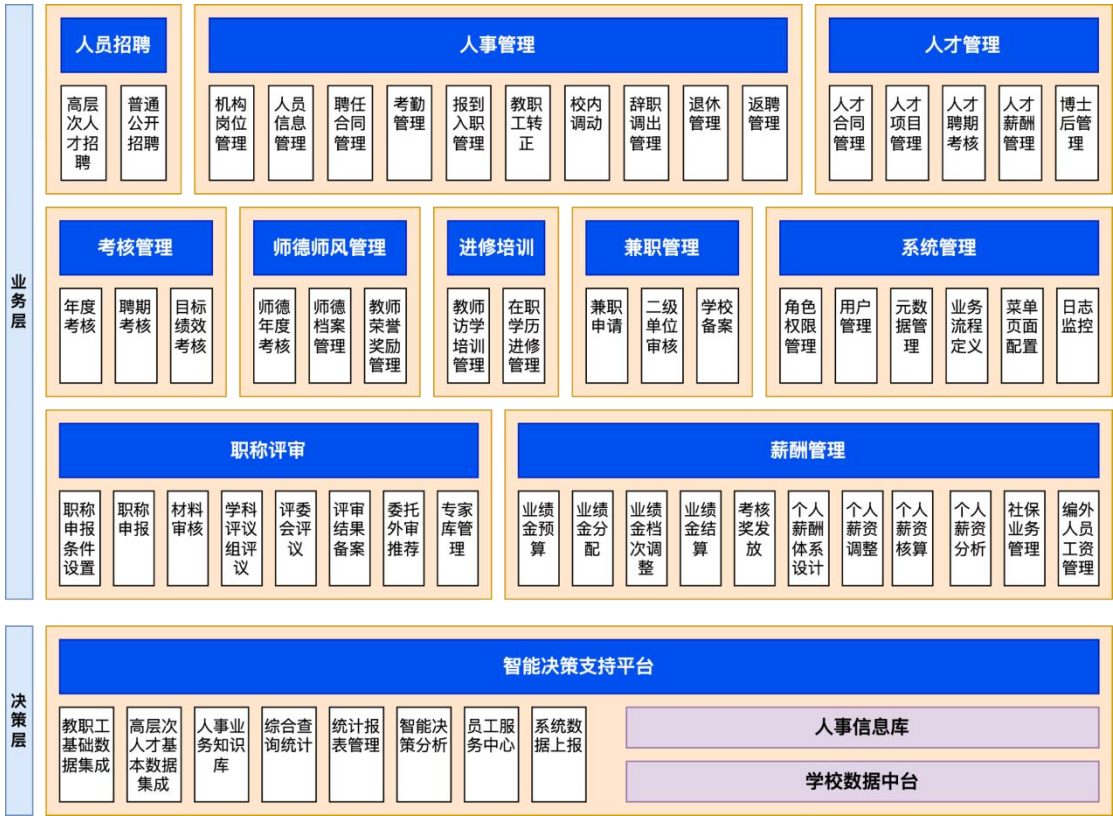 业
务
层
人员招聘
高层
次人
才招
聘
普通
公开
招聘
人事管理
机构
岗位
管理
人员
信息
管理
聘任
合同
管理
考勤
管理
报到
入职
管理
教职
工转
正
校内
调动
辞职
调出
管理
退休
管理
返聘
管理
人才管理
人才
合同
管理
人才
项目
管理
人才
聘期
考核
人才
薪酬
管理
博士
后管
理
考核管理
年度
考核
聘期
考核
目标
绩效
考核
师德师风管理
师德
年度
考核
师德
档案
管理
教师
荣誉
奖励
管理
进修培训
教师
访学
培训
管理
在职
学历
进修
管理
兼职管理
兼职
申请
二级
单位
审核
学校
备案
系统管理
角色
权限
管理
用户
管理
元数
据管
理
业务
流程
定义
菜单
页面
配置
日志
监控
职称评审
职称
申报
条件
设置
职称
申报
材料
审核
学科
评议
组评
议
评委
会评
议
评审
结果
备案
委托
外审
推荐
专家
库管
理
薪酬管理
业绩
金预
算
业绩
金分
配
业绩
金档
次调
整
业绩
金结
算
考核
奖发
放
个人
薪酬
体系
设计
个人
薪资
调整
个人
薪资
核算
个人
薪资
分析
社保
业务
管理
编外
人员
工资
管理
决
策
层
智能决策支持平台
教职工
基础数
据集成
高层次
人才基
本数据
集成
人事业
务知识
库
综合查
询统计
统计报
表管理
智能决
策分析
员工服
务中心
系统数
据上报
人事信息库
学校数据中台